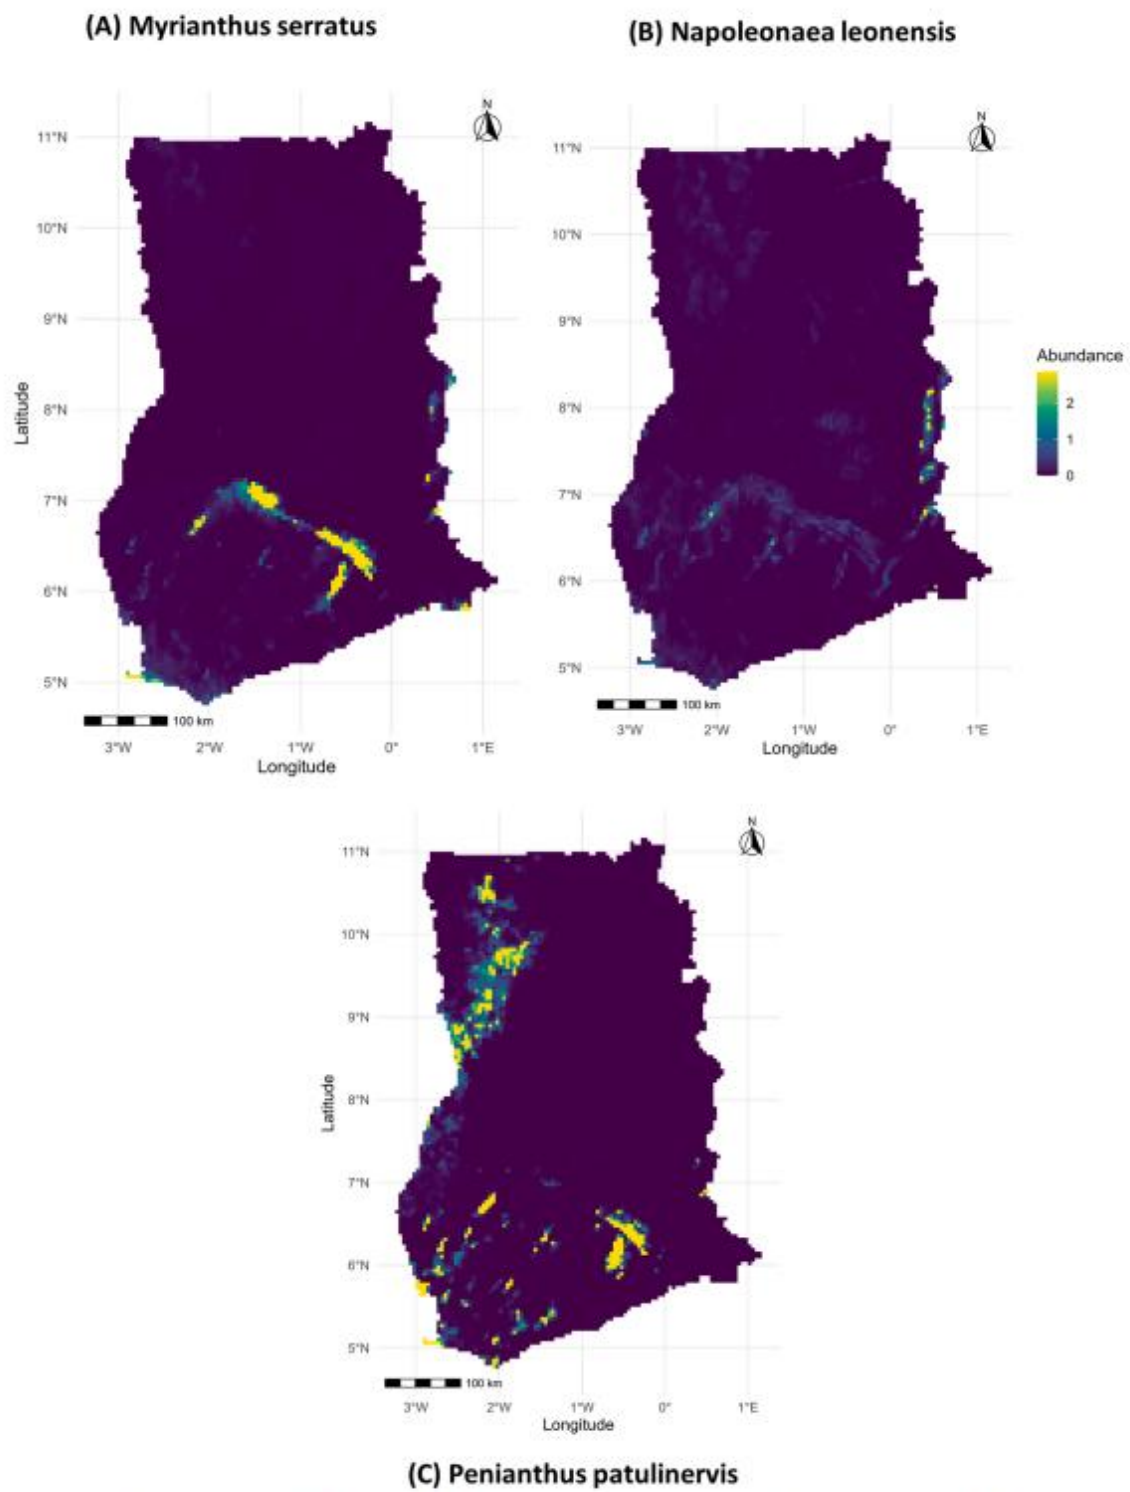 (A) Myrianthus serratus
(B) Napoleonaea leonensis
N
11°N
10°N
9°N
8°N
7°N
6°N
5°N
Latitude
100 km
3°W 2°W 1°W 0° 1°E
Longitude
N
11°N
10°N
9°N
8°N
7°N
6°N
5°N
100 km
3°W 2°W 1°W 0° 1°E
Longitude
Abundance
2
1
0
N
11°N
10°N
9°N
8°N
7°N
6°N
5°N
Latitude
100 km
3°W 2°W 1°W 0° 1°E
Longitude
(C) Penianthus patulinervis